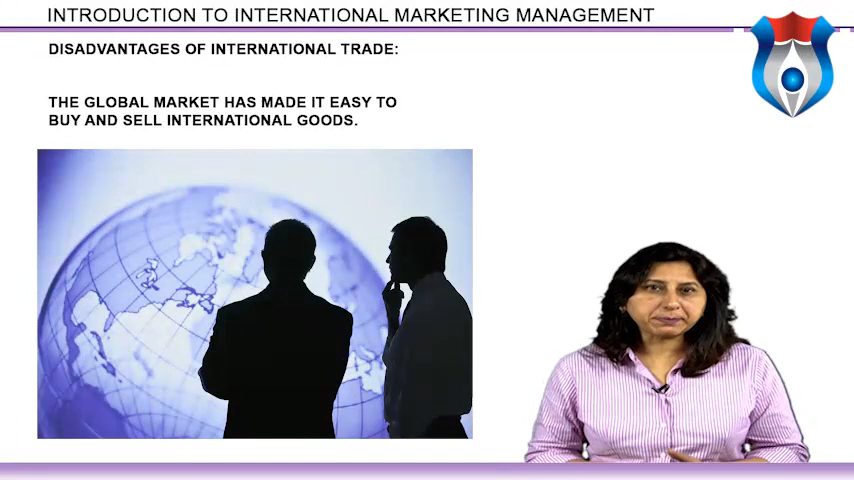 INTRODUCTION TO INTERNATIONAL MARKETING MANAGEMENT
DISADVANTAGES OF INTERNATIONAL TRADE:
THE GLOBAL MARKET HAS MADE IT EASY TO
BUY AND SELL INTERNATIONAL GOODS.